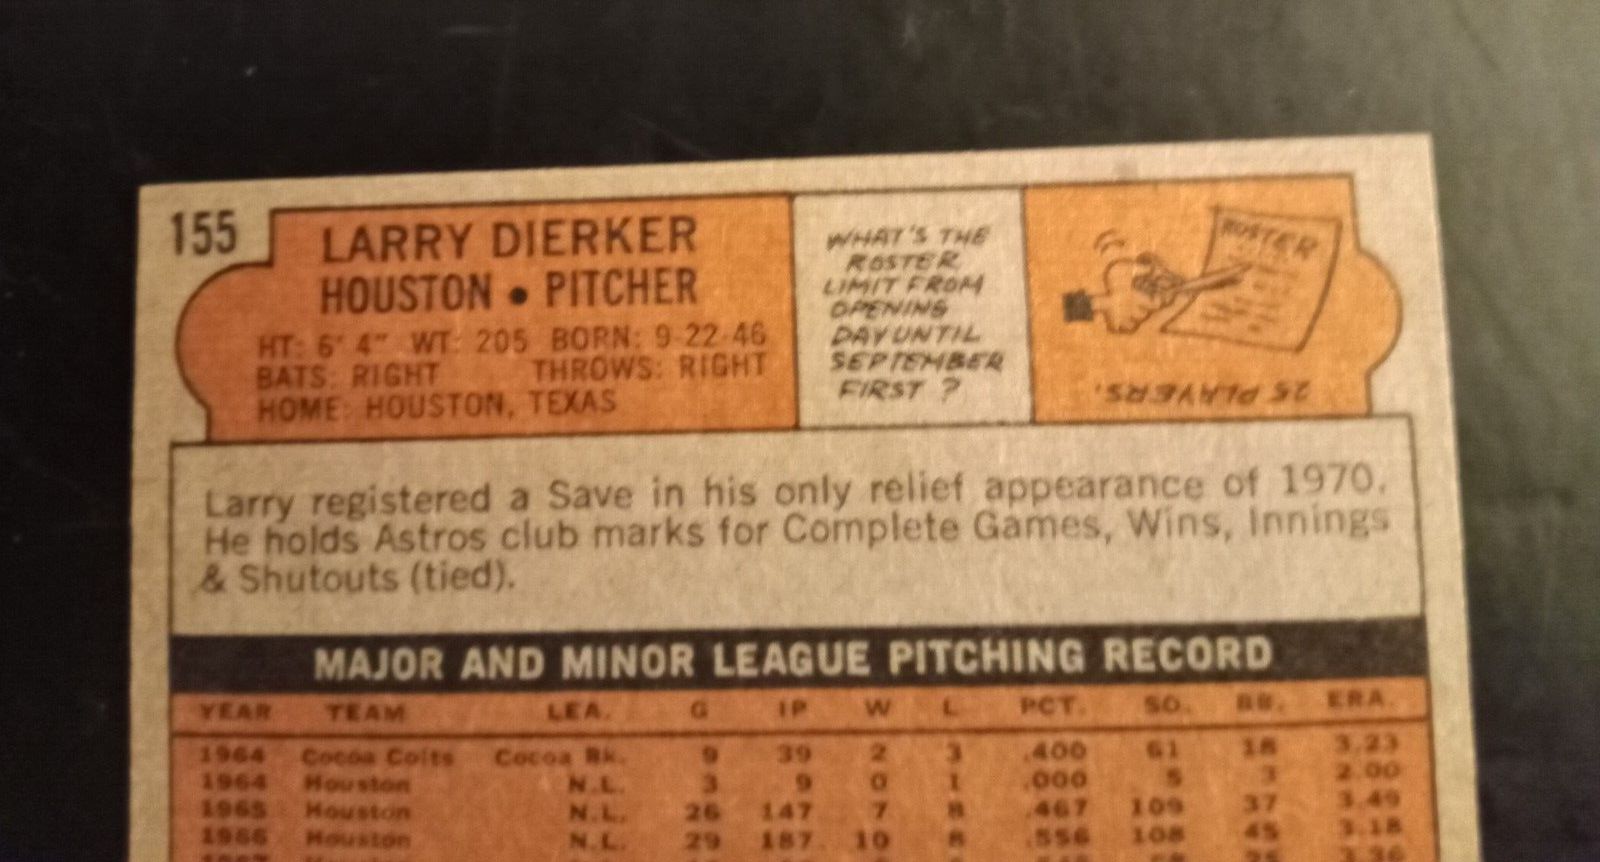 155
LARRY DIERKER
HOUSTON • PITCHER
HT: 6' 4" WT: 205 BORN: 9-22-46
BATS: RIGHT THROWS: RIGHT
HOME: HOUSTON, TEXAS
WHAT'S THE
ROSTER
LIMIT FROM
OPENING
DAY UNTIL
SEPTEMBER
FIRST ?
ROSTER
25 PLAYERS.
Larry registered a Save in his only relief appearance of 1970.
He holds Astros club marks for Complete Games, Wins, Innings
& Shutouts (tied).
MAJOR AND MINOR LEAGUE PITCHING RECORD
YEAR TEAM LEA. G IP W L PCT. SO. BB. ERA.
1964 Cocoa Colts Cocoa Rk. 9 39 2 3 .400 61 18 3.23
1964 Houston N.L. 3 9 0 1 .000 5 3 2.00
1965 Houston N.L. 26 147 7 8 .467 109 37 3.49
1966 Houston N.L. 29 187 10 8 .556 108 45 3.18